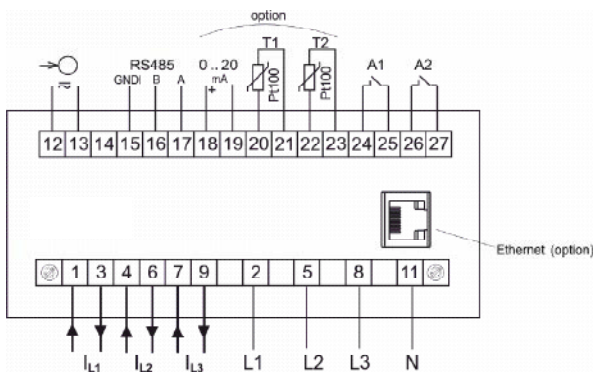 option
T1 T2
RS485 0 .. 20 A1 A2
GNDI B A mA
+ Pt100 Pt100
12 13 14 15 16 17 18 19 20 21 22 23 24 25 26 27
Ethernet (option)
1 3 4 6 7 9 2 5 8 11
IL1 IL2 IL3 L1 L2 L3 N